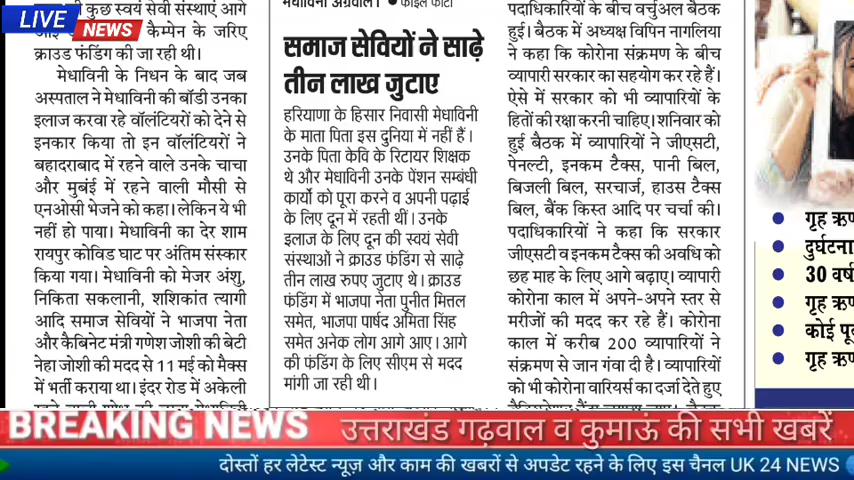 LIVE
NEWS
कुछ स्वयं सेवी संस्थाएं आगे
कैम्पेन के जरिए
क्राउड फंडिंग की जा रही थी।
मेधाविनी के निधन के बाद जब
अस्पताल ने मेधाविनी की बॉडी उनका
इलाज करवा रहे वॉलंटियरों को देने से
इनकार किया तो इन वॉलंटियरों ने
बहादराबाद में रहने वाले उनके चाचा
और मुबंई में रहने वाली मौसी से
एनओसी भेजने को कहा। लेकिन ये भी
नहीं हो पाया। मेधाविनी का देर शाम
रायपुर कोविड घाट पर अंतिम संस्कार
किया गया। मेधाविनी को मेजर अंशु,
निकिता सकलानी, शशिकांत त्यागी
आदि समाज सेवियों ने भाजपा नेता
और कैबिनेट मंत्री गणेश जोशी की बेटी
नेहा जोशी की मदद से 11 मई को मैक्स
में भर्ती कराया था। इंदर रोड में अकेली
मेधाविनी अग्रवाल। ● फाइल फोटो
समाज सेवियों ने साढ़े
तीन लाख जुटाए
हरियाणा के हिसार निवासी मेधाविनी
के माता पिता इस दुनिया में नहीं हैं।
उनके पिता केवि के रिटायर शिक्षक
थे और मेधाविनी उनके पेंशन सम्बंधी
कार्यों को पूरा करने व अपनी पढ़ाई
के लिए दून में रहती थीं। उनके
इलाज के लिए दून की स्वयं सेवी
संस्थाओं ने क्राउड फंडिंग से साढ़े
तीन लाख रुपए जुटाए थे। क्राउड
फंडिंग में भाजपा नेता पुनीत मित्तल
समेत, भाजपा पार्षद अमिता सिंह
समेत अनेक लोग आगे आए। आगे
की फंडिंग के लिए सीएम से मदद
मांगी जा रही थी।
पदाधिकारियों के बीच वर्चुअल बैठक
हुई। बैठक में अध्यक्ष विपिन नागलिया
ने कहा कि कोरोना संक्रमण के बीच
व्यापारी सरकार का सहयोग कर रहे हैं।
ऐसे में सरकार को भी व्यापारियों के
हितों की रक्षा करनी चाहिए। शनिवार को
हुई बैठक में व्यापारियों ने जीएसटी,
पेनल्टी, इनकम टैक्स, पानी बिल,
बिजली बिल, सरचार्ज, हाउस टैक्स
बिल, बैंक किस्त आदि पर चर्चा की।
पदाधिकारियों ने कहा कि सरकार
जीएसटी व इनकम टैक्स की अवधि को
छह माह के लिए आगे बढ़ाए। व्यापारी
कोरोना काल में अपने-अपने स्तर से
मरीजों की मदद कर रहे हैं। कोरोना
काल में करीब 200 व्यापारियों ने
संक्रमण से जान गंवा दी है। व्यापारियों
को भी कोरोना वारियर्स का दर्जा देते हुए
● गृह ऋण
● दुर्घटना
● 30 वर्ष
● गृह ऋण
● कोई पू
● गृह ऋण
BREAKING NEWS
उत्तराखंड गढ़वाल व कुमाऊं की सभी खबरें
दोस्तों हर लेटेस्ट न्यूज़ और काम की खबरों से अपडेट रहने के लिए इस चैनल UK 24 NEWS